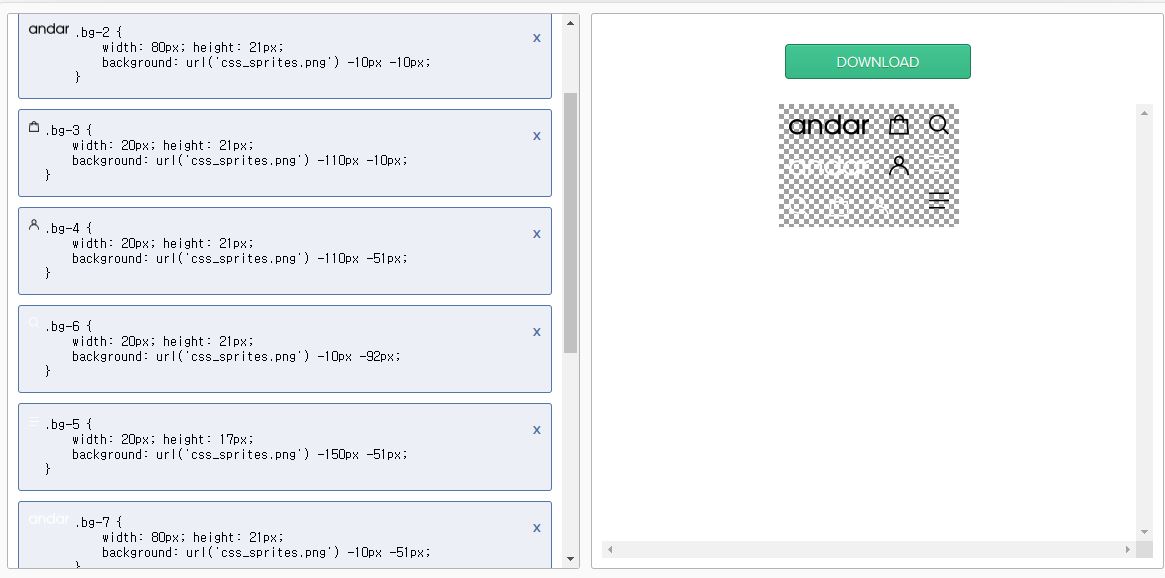 andar
.bg-2 {
width: 80px; height: 21px;
background: url('css_sprites.png') -10px -10px;
}
x
.bg-3 {
width: 20px; height: 21px;
background: url('css_sprites.png') -110px -10px;
}
x
.bg-4 {
width: 20px; height: 21px;
background: url('css_sprites.png') -110px -51px;
}
x
.bg-6 {
width: 20px; height: 21px;
background: url('css_sprites.png') -10px -92px;
}
x
.bg-5 {
width: 20px; height: 17px;
background: url('css_sprites.png') -150px -51px;
}
x
andar
.bg-7 {
width: 80px; height: 21px;
background: url('css_sprites.png') -10px -51px;
}
x
DOWNLOAD
andar
andar